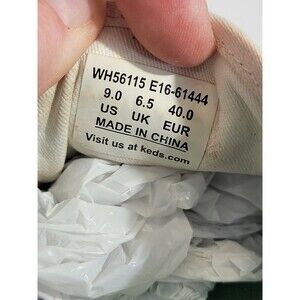 WH56115 E16-61444
9.0 6.5 40.0
US UK EUR
MADE IN CHINA
Visit us at keds.com